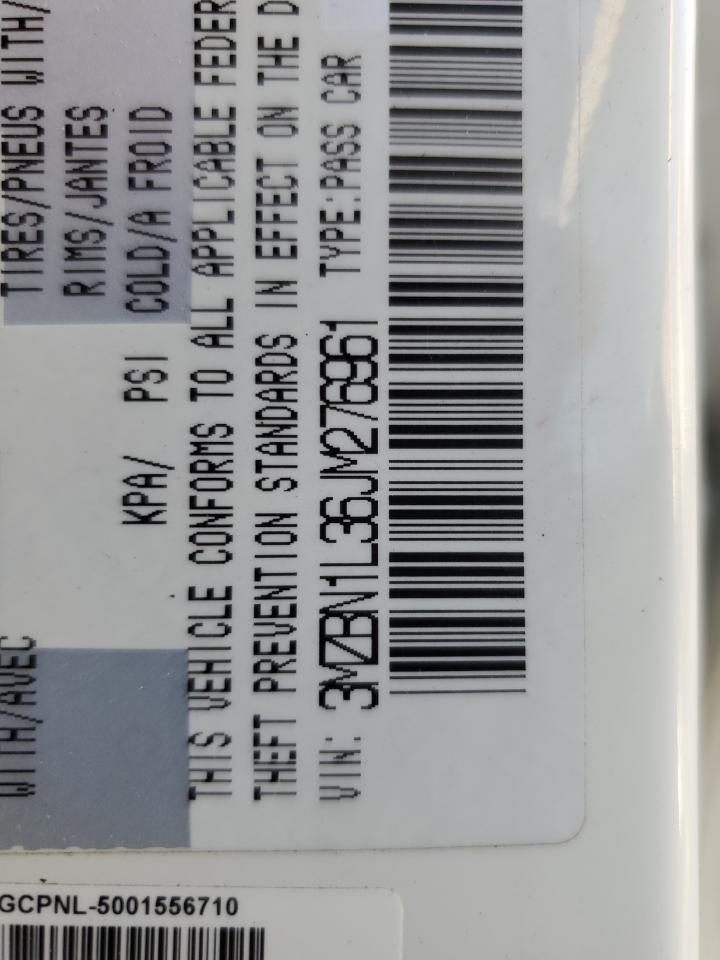 TIRES/PNEUS WITH/
RIMS/JANTES
COLD/A FROID
KPA/ PSI
WITH/AVEC
THIS VEHICLE CONFORMS TO ALL APPLICABLE FEDER
THEFT PREVENTION STANDARDS IN EFFECT ON THE D
VIN: 3MZBN1L36JM276961 TYPE:PASS CAR
GCPNL-5001556710